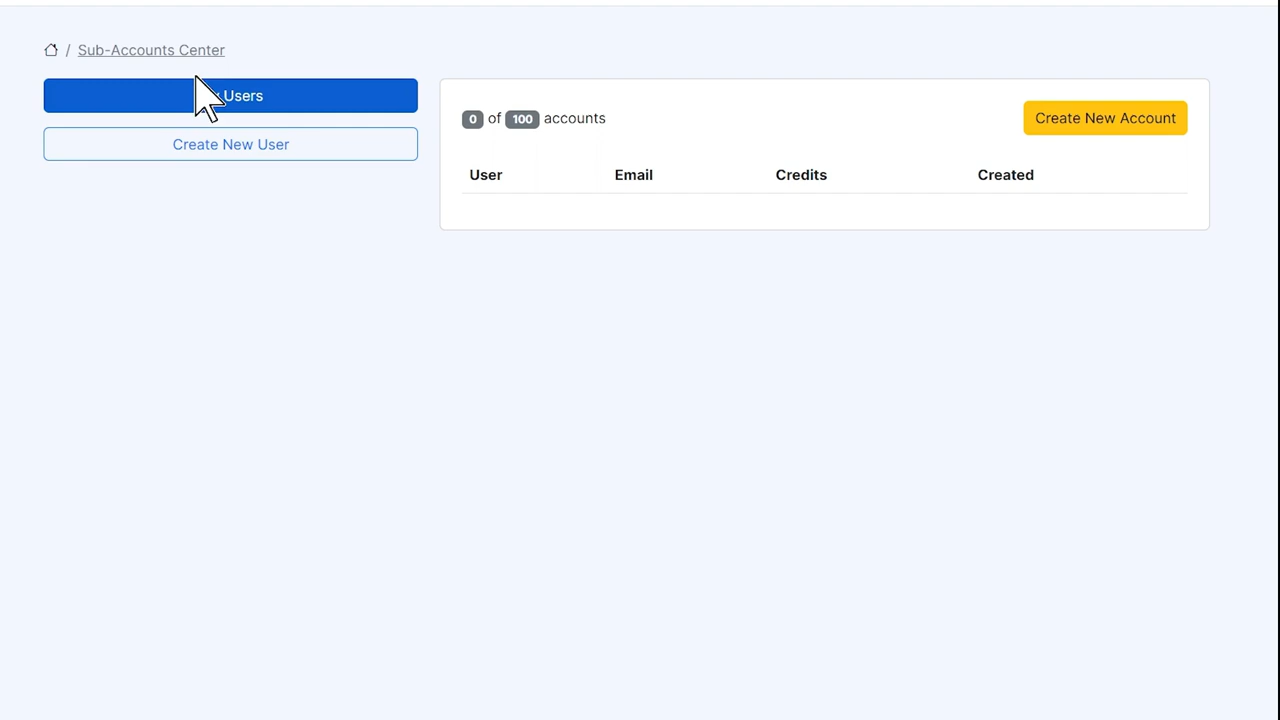 / Sub-Accounts Center
Users
Create New User
0 of 100 accounts
Create New Account
User Email Credits Created